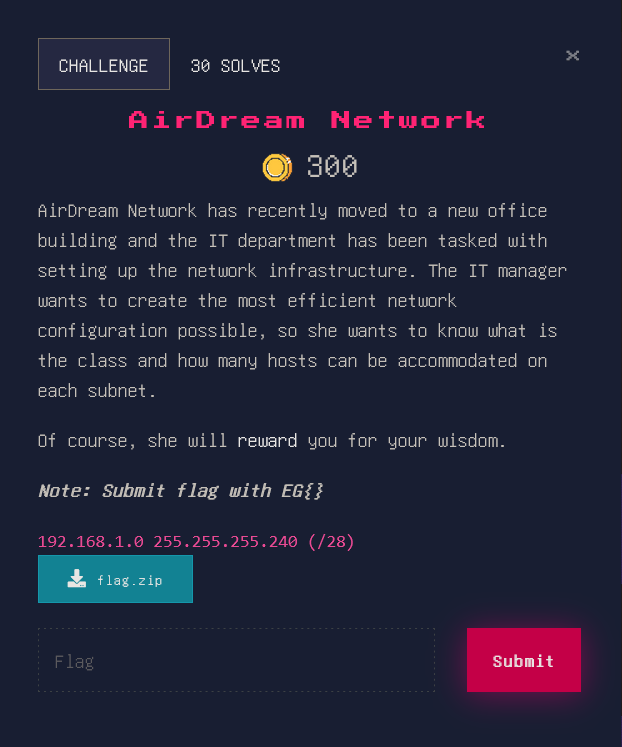 CHALLENGE 30 SOLVES ×
AirDream Network
300
AirDream Network has recently moved to a new office
building and the IT department has been tasked with
setting up the network infrastructure. The IT manager
wants to create the most efficient network
configuration possible, so she wants to know what is
the class and how many hosts can be accommodated on
each subnet.
Of course, she will reward you for your wisdom.
Note: Submit flag with EG{}
192.168.1.0 255.255.255.240 (/28)
flag.zip
Flag
Submit